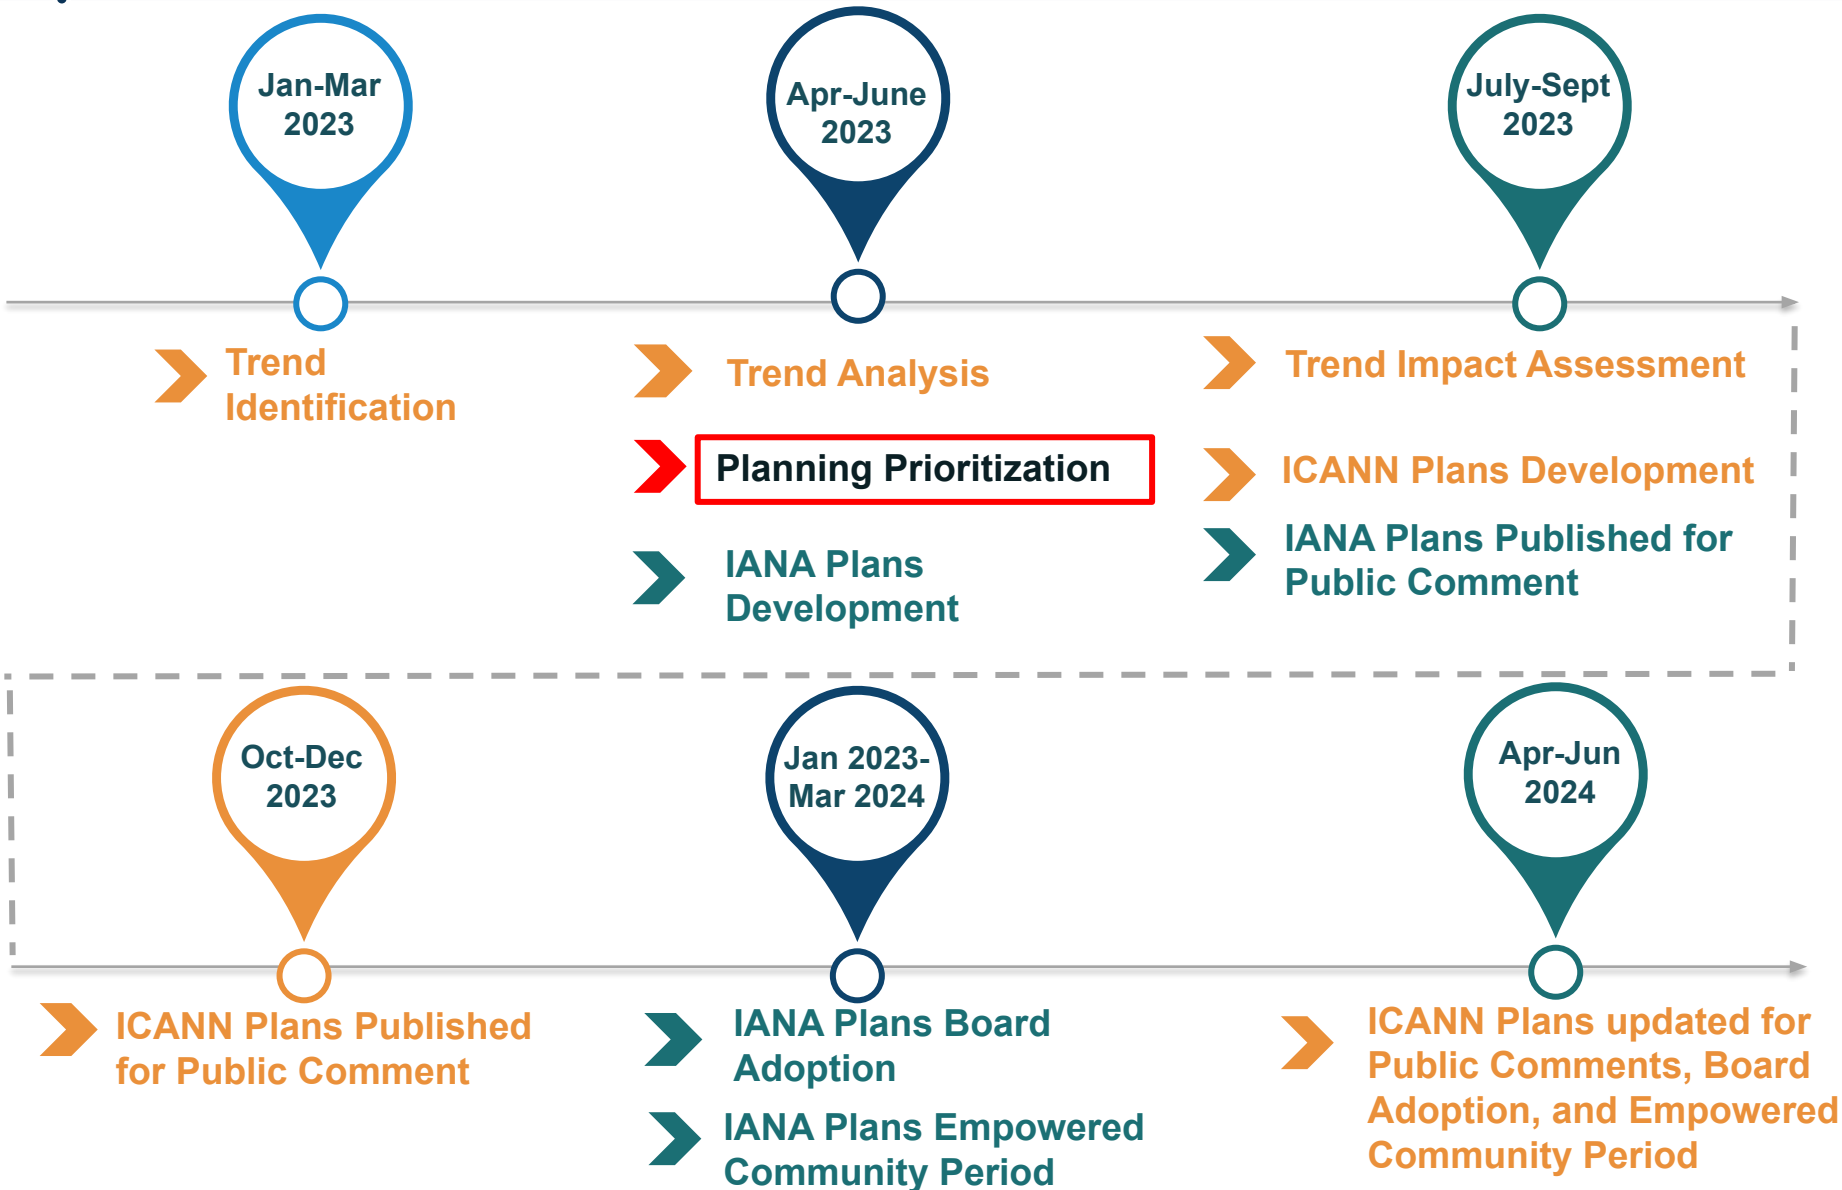 Jan-Mar
2023
Apr-June
2023
July-Sept
2023
Trend
Identification
Trend Analysis
Planning Prioritization
IANA Plans
Development
Trend Impact Assessment
ICANN Plans Development
IANA Plans Published for
Public Comment
Oct-Dec
2023
Jan 2023-
Mar 2024
Apr-Jun
2024
ICANN Plans Published
for Public Comment
IANA Plans Board
Adoption
IANA Plans Empowered
Community Period
ICANN Plans updated for
Public Comments, Board
Adoption, and Empowered
Community Period